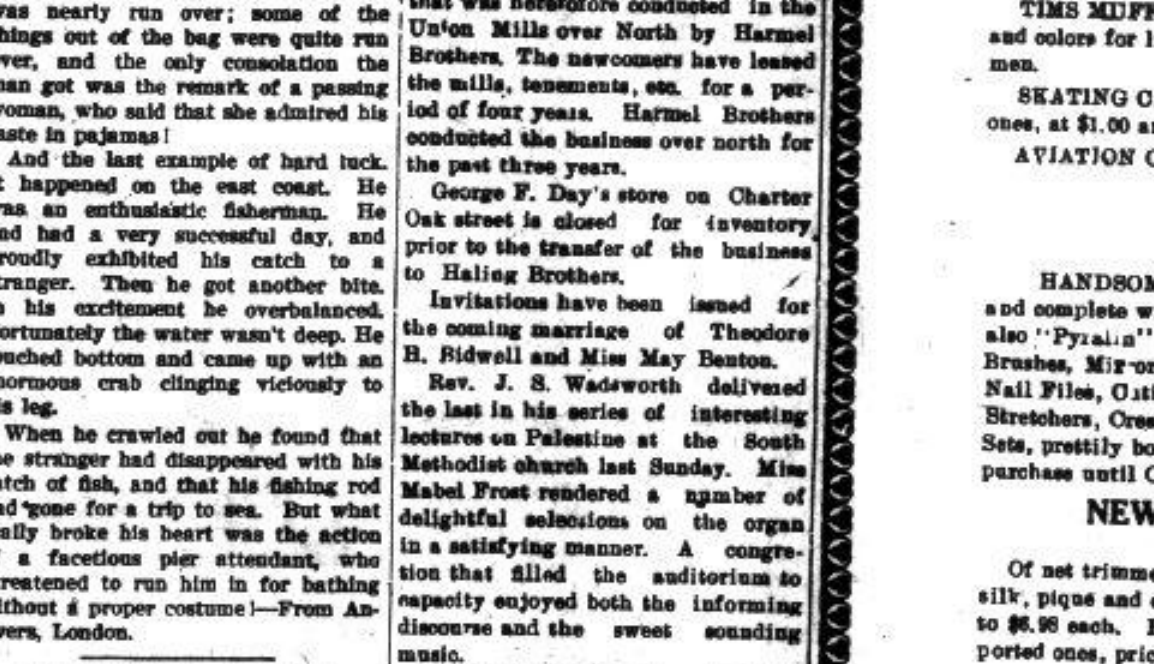 was nearly run over; some of the
things out of the bag were quite run
over, and the only consolation the
man got was the remark of a passing
woman, who said that she admired his
taste in pajamas!
And the last example of hard luck.
It happened on the east coast. He
was an enthusiastic fisherman. He
and had a very successful day, and
proudly exhibited his catch to a
stranger. Then he got another bite.
his excitement he overbalanced.
Fortunately the water wasn't deep. He
touched bottom and came up with an
enormous crab clinging viciously to
his leg.
When he crawled out he found that
the stranger had disappeared with his
catch of fish, and that his fishing rod
had gone for a trip to sea. But what
really broke his heart was the action
of a facetious pier attendant, who
threatened to run him in for bathing
without a proper costume!—From An-
wers, London.
that was heretofore conducted in the
Union Mills over North by Harmel
Brothers. The newcomers have leased
the mills, tenements, etc. for a per-
iod of four years. Harmel Brothers
conducted the business over north for
the past three years.
George F. Day's store on Charter
Oak street is closed for inventory
prior to the transfer of the business
to Haling Brothers.
Invitations have been issued for
the coming marriage of Theodore
H. Bidwell and Miss May Benton.
Rev. J. S. Wadsworth delivered
the last in his series of interesting
lectures on Palestine at the South
Methodist church last Sunday. Miss
Mabel Frost rendered a number of
delightful selections on the organ
in a satisfying manner. A congre-
tion that filled the auditorium to
capacity enjoyed both the informing
discourse and the sweet sounding
music.
TIMS MUFF
and colors for
men.
SKATING C
ones, at $1.00
AVIATION C
HANDSOM
and complete w
also "Pyralin"
Brushes, Mirror
Nail Files, Cuti
Stretchers, Crea
Sets, prettily bo
purchase until C
NEW
Of net trimme
silk, pique and
to $6.98 each.
ported ones, pric